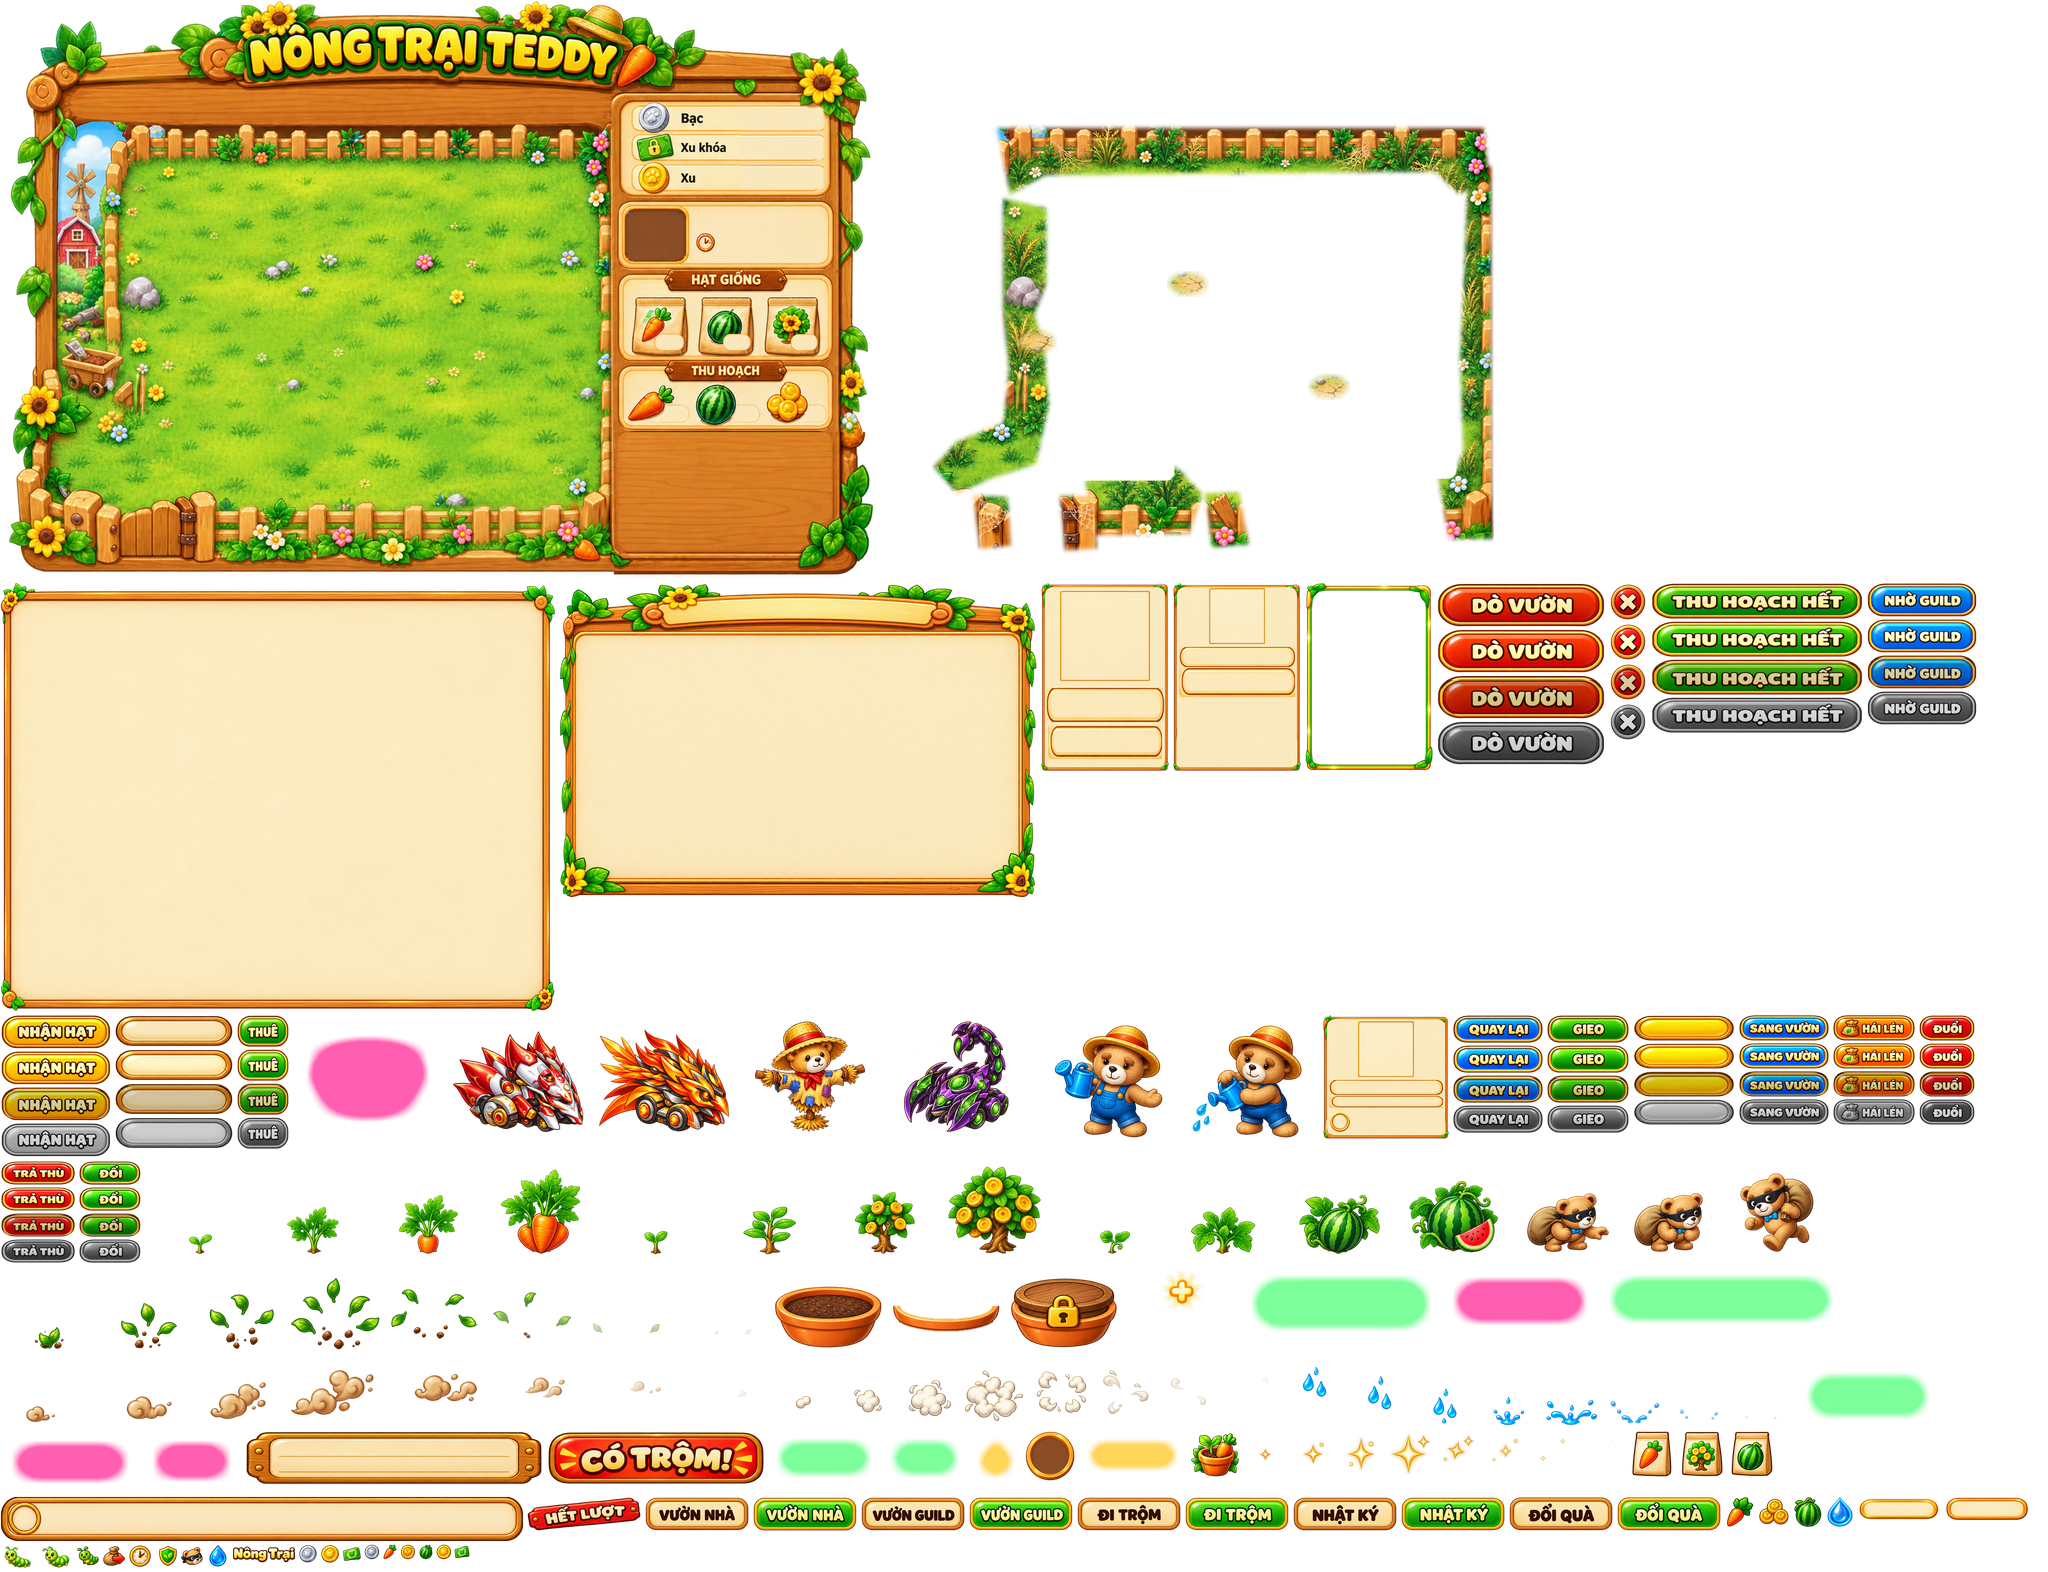 NÔNG TRẠI TEDDY
Bạc
Xu khóa
Xu
HẠT GIỐNG
THU HOẠCH
DÒ VƯỜN
THU HOẠCH HẾT
NHỜ GUILD
DÒ VƯỜN
THU HOẠCH HẾT
NHỜ GUILD
DÒ VƯỜN
THU HOẠCH HẾT
NHỜ GUILD
DÒ VƯỜN
THU HOẠCH HẾT
NHỜ GUILD
NHẬN HẠT
THUÊ
NHẬN HẠT
THUÊ
NHẬN HẠT
THUÊ
NHẬN HẠT
THUÊ
QUAY LẠI
GIEO
SANG VƯỜN
HÁI LÉN
ĐUỔI
QUAY LẠI
GIEO
SANG VƯỜN
HÁI LÉN
ĐUỔI
QUAY LẠI
GIEO
SANG VƯỜN
HÁI LÉN
ĐUỔI
QUAY LẠI
GIEO
SANG VƯỜN
HÁI LÉN
ĐUỔI
TRẢ THÙ
ĐỔI
TRẢ THÙ
ĐỔI
TRẢ THÙ
ĐỔI
TRẢ THÙ
ĐỔI
CÓ TRỘM!
HẾT LƯỢT
VƯỜN NHÀ
VƯỜN NHÀ
VƯỜN GUILD
VƯỜN GUILD
ĐI TRỘM
ĐI TRỘM
NHẬT KÝ
NHẬT KÝ
ĐỔI QUÀ
ĐỔI QUÀ
Nông Trại